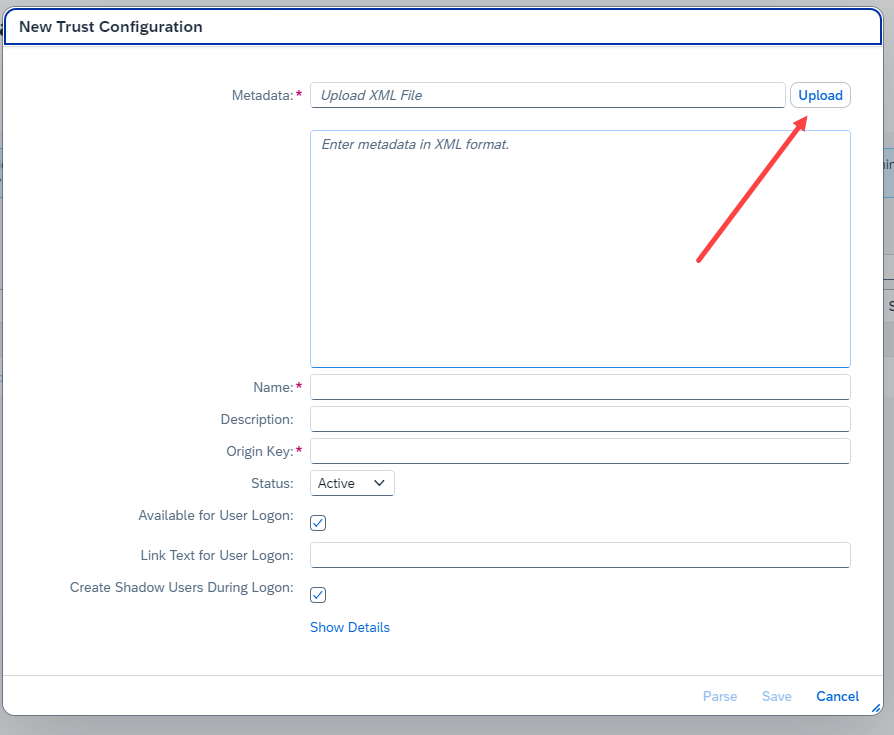 New Trust Configuration
Metadata:* Upload XML File Upload
Enter metadata in XML format.
Name:*
Description:
Origin Key:*
Status: Active
Available for User Logon:
Link Text for User Logon:
Create Shadow Users During Logon:
Show Details
Parse Save Cancel